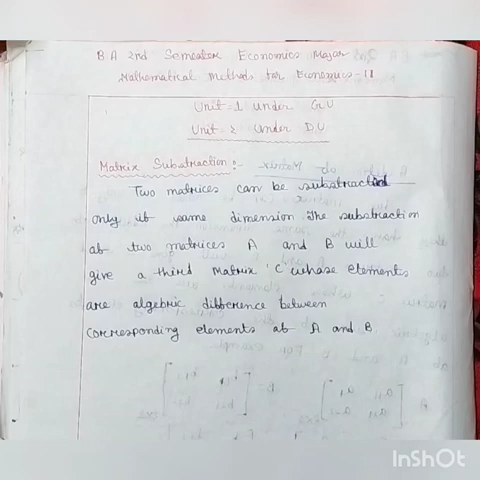 BA 2nd Semester Economics Major
Mathematical Methods for Economics-II
Unit-1 Under GU
Unit-2 Under DU
Matrix Substraction:-
Two matrices can be substracted
only if same dimension The substraction
of two matrices A and B will
give a third Matrix 'C whose elements
are algebric difference between
Corresponding elements of A and B
InShOt